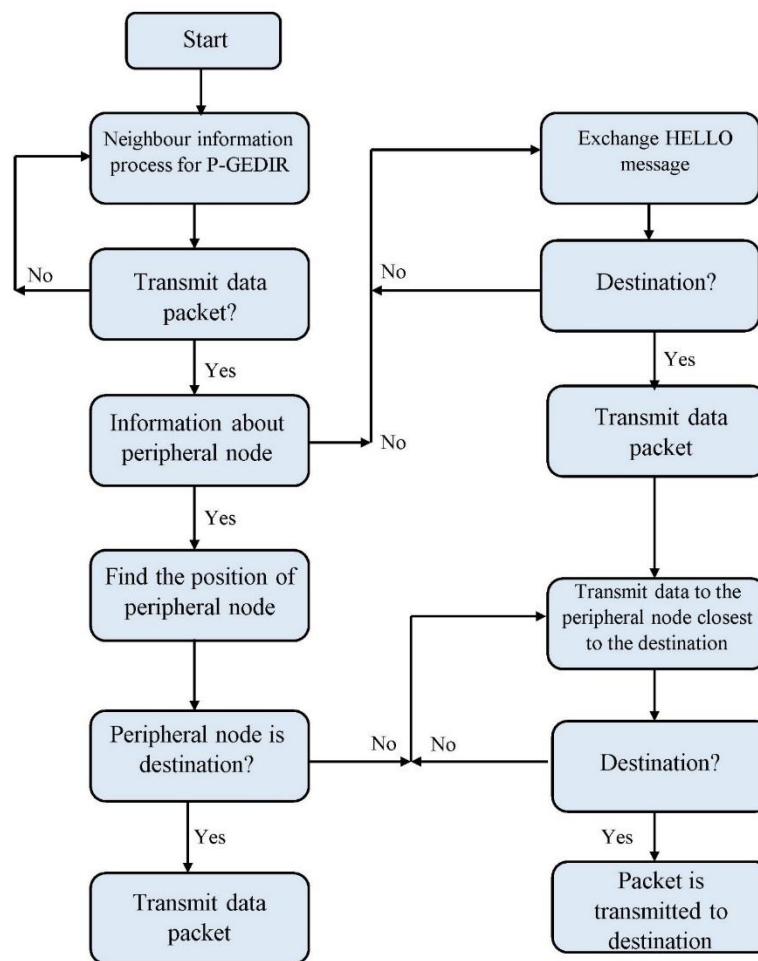 Start
Neighbour information
process for P-GEDIR
No
Transmit data
packet?
Yes
Information about
peripheral node
No
Yes
Find the position of
peripheral node
Peripheral node is
destination?
No
Yes
Transmit data
packet
Exchange HELLO
message
No
Destination?
Yes
Transmit data
packet
Transmit data to the
peripheral node closest
to the destination
No
Destination?
Yes
Packet is
transmitted to
destination